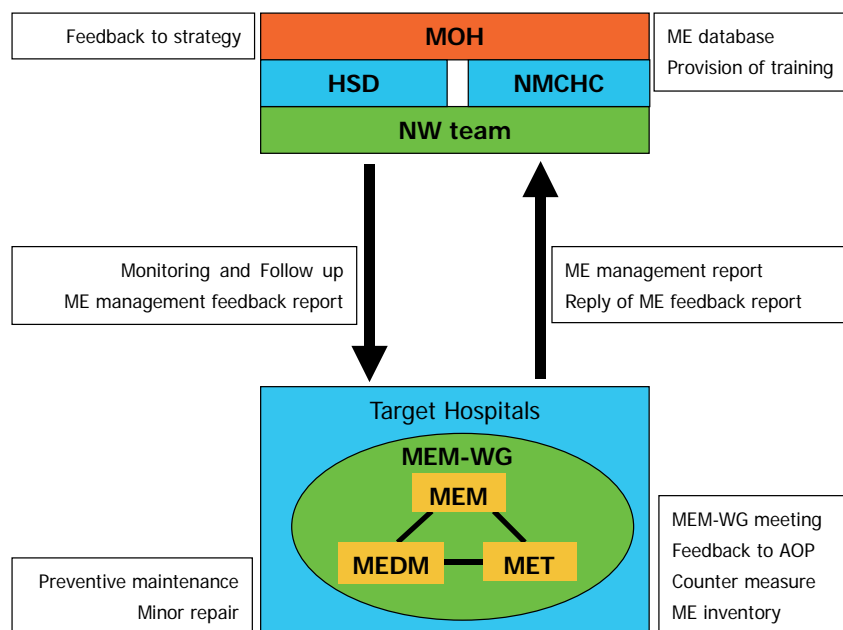 Feedback to strategy
MOH
ME database
Provision of training
HSD
NMCHC
NW team
Monitoring and Follow up
ME management feedback report
ME management report
Reply of ME feedback report
Target Hospitals
MEM-WG
MEM
MEDM
MET
Preventive maintenance
Minor repair
MEM-WG meeting
Feedback to AOP
Counter measure
ME inventory